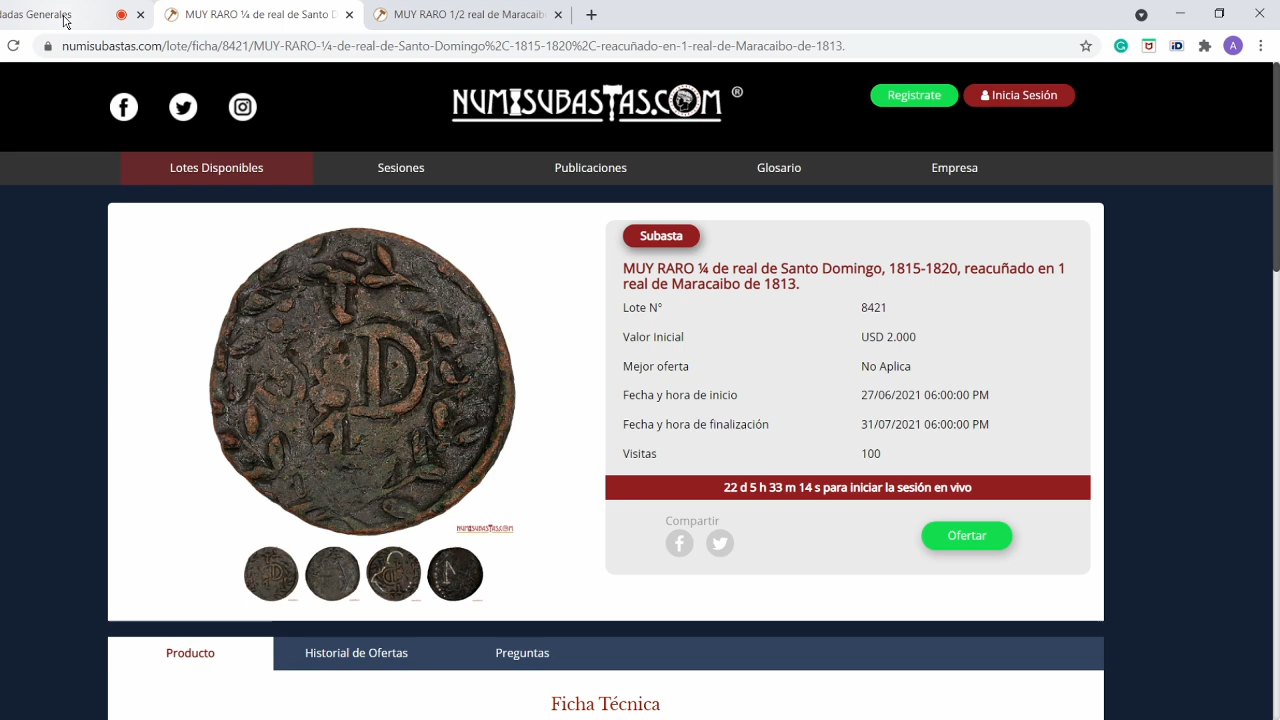 ladas Generales
MUY RARO ¼ de real de Santo D
MUY RARO 1/2 real de Maracaib
numisubastas.com/lote/ficha/8421/MUY-RARO-¼-de-real-de-Santo-Domingo%2C-1815-1820%2C-reacuñado-en-1-real-de-Maracaibo-de-1813.
iD
A
NUMISUBASTAS.COM ®
Registrate
Inicia Sesión
Lotes Disponibles
Sesiones
Publicaciones
Glosario
Empresa
Subasta
MUY RARO ¼ de real de Santo Domingo, 1815-1820, reacuñado en 1
real de Maracaibo de 1813.
Lote N° 8421
Valor Inicial USD 2.000
Mejor oferta No Aplica
Fecha y hora de inicio 27/06/2021 06:00:00 PM
Fecha y hora de finalización 31/07/2021 06:00:00 PM
Visitas 100
22 d 5 h 33 m 14 s para iniciar la sesión en vivo
Compartir
Ofertar
NUMISUBASTAS.COM
Producto
Historial de Ofertas
Preguntas
Ficha Técnica